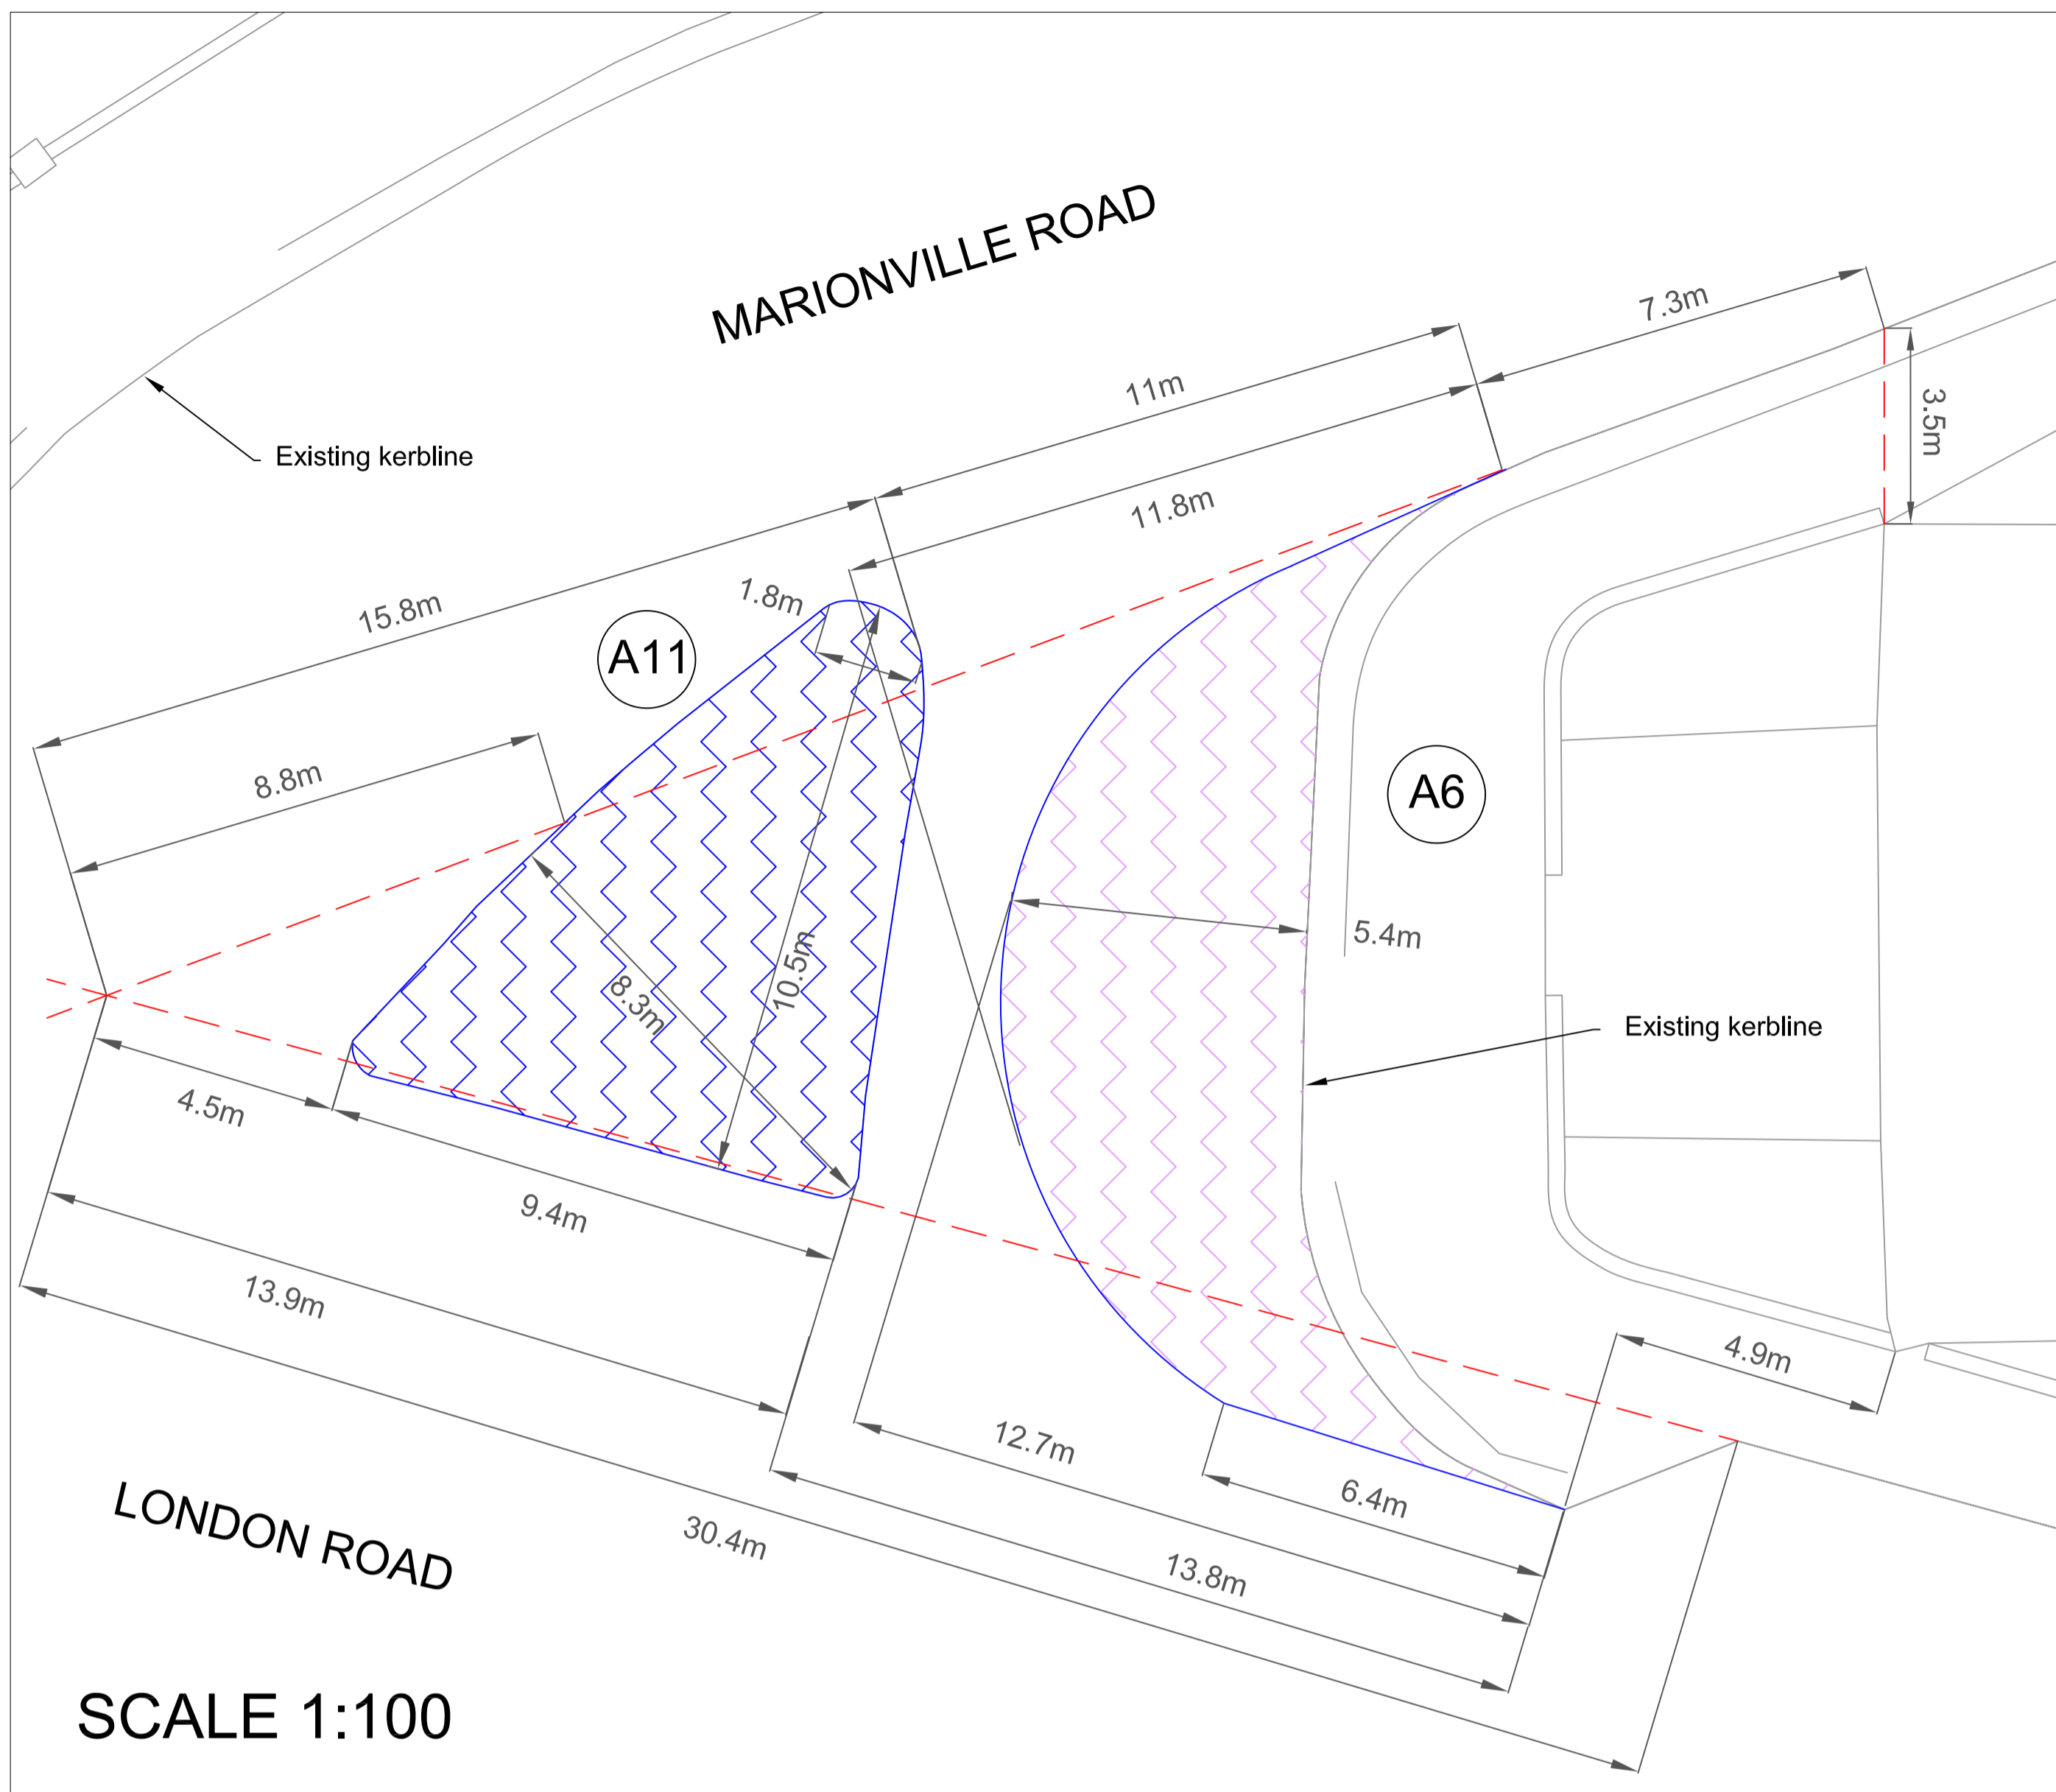 MARIONVILLE ROAD
7.3m
11m
3.5m
Existing kerbline
11.8m
1.8m
15.8m
A11
8.8m
A6
5.4m
10.5m
8.3m
Existing kerbline
4.5m
9.4m
13.9m
4.9m
12.7m
6.4m
LONDON ROAD
30.4m
13.8m
SCALE 1:100